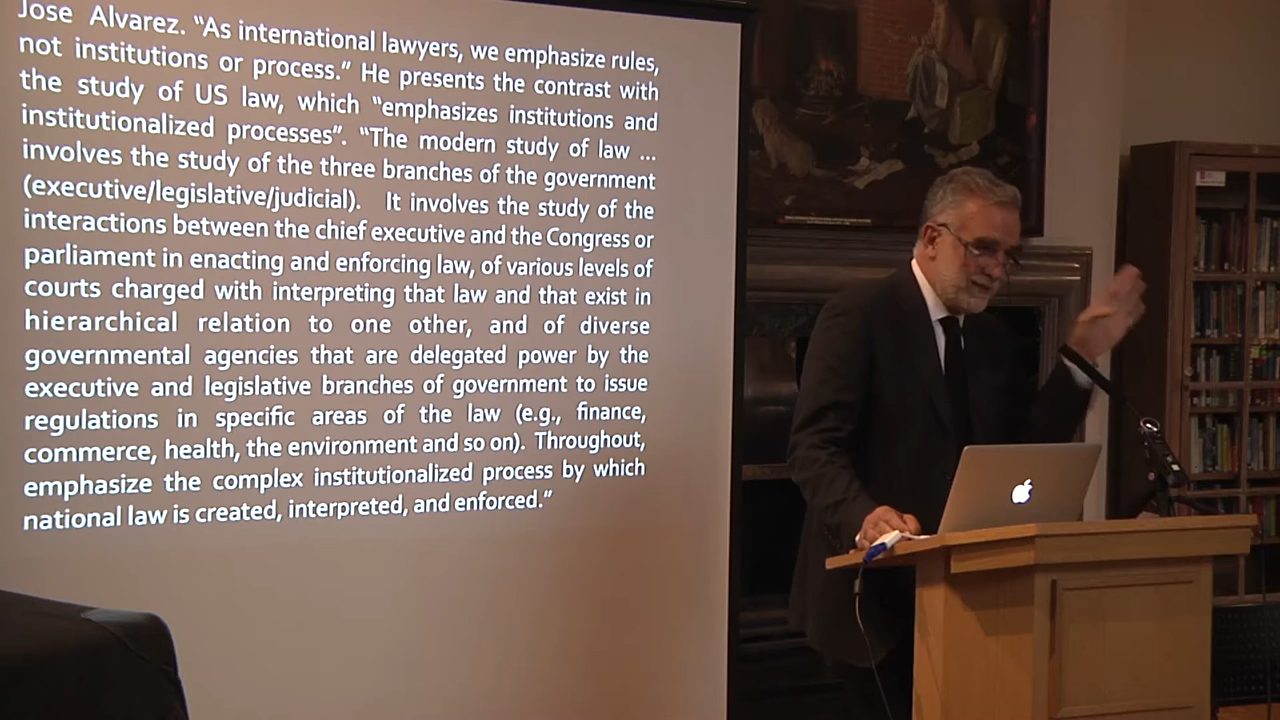 Jose Alvarez. “As international lawyers, we emphasize rules,
not institutions or process.” He presents the contrast with
the study of US law, which “emphasizes institutions and
institutionalized processes”. “The modern study of law ...
involves the study of the three branches of the government
(executive/legislative/judicial). It involves the study of the
interactions between the chief executive and the Congress or
parliament in enacting and enforcing law, of various levels of
courts charged with interpreting that law and that exist in
hierarchical relation to one other, and of diverse
governmental agencies that are delegated power by the
executive and legislative branches of government to issue
regulations in specific areas of the law (e.g., finance,
commerce, health, the environment and so on). Throughout,
emphasize the complex institutionalized process by which
national law is created, interpreted, and enforced.”